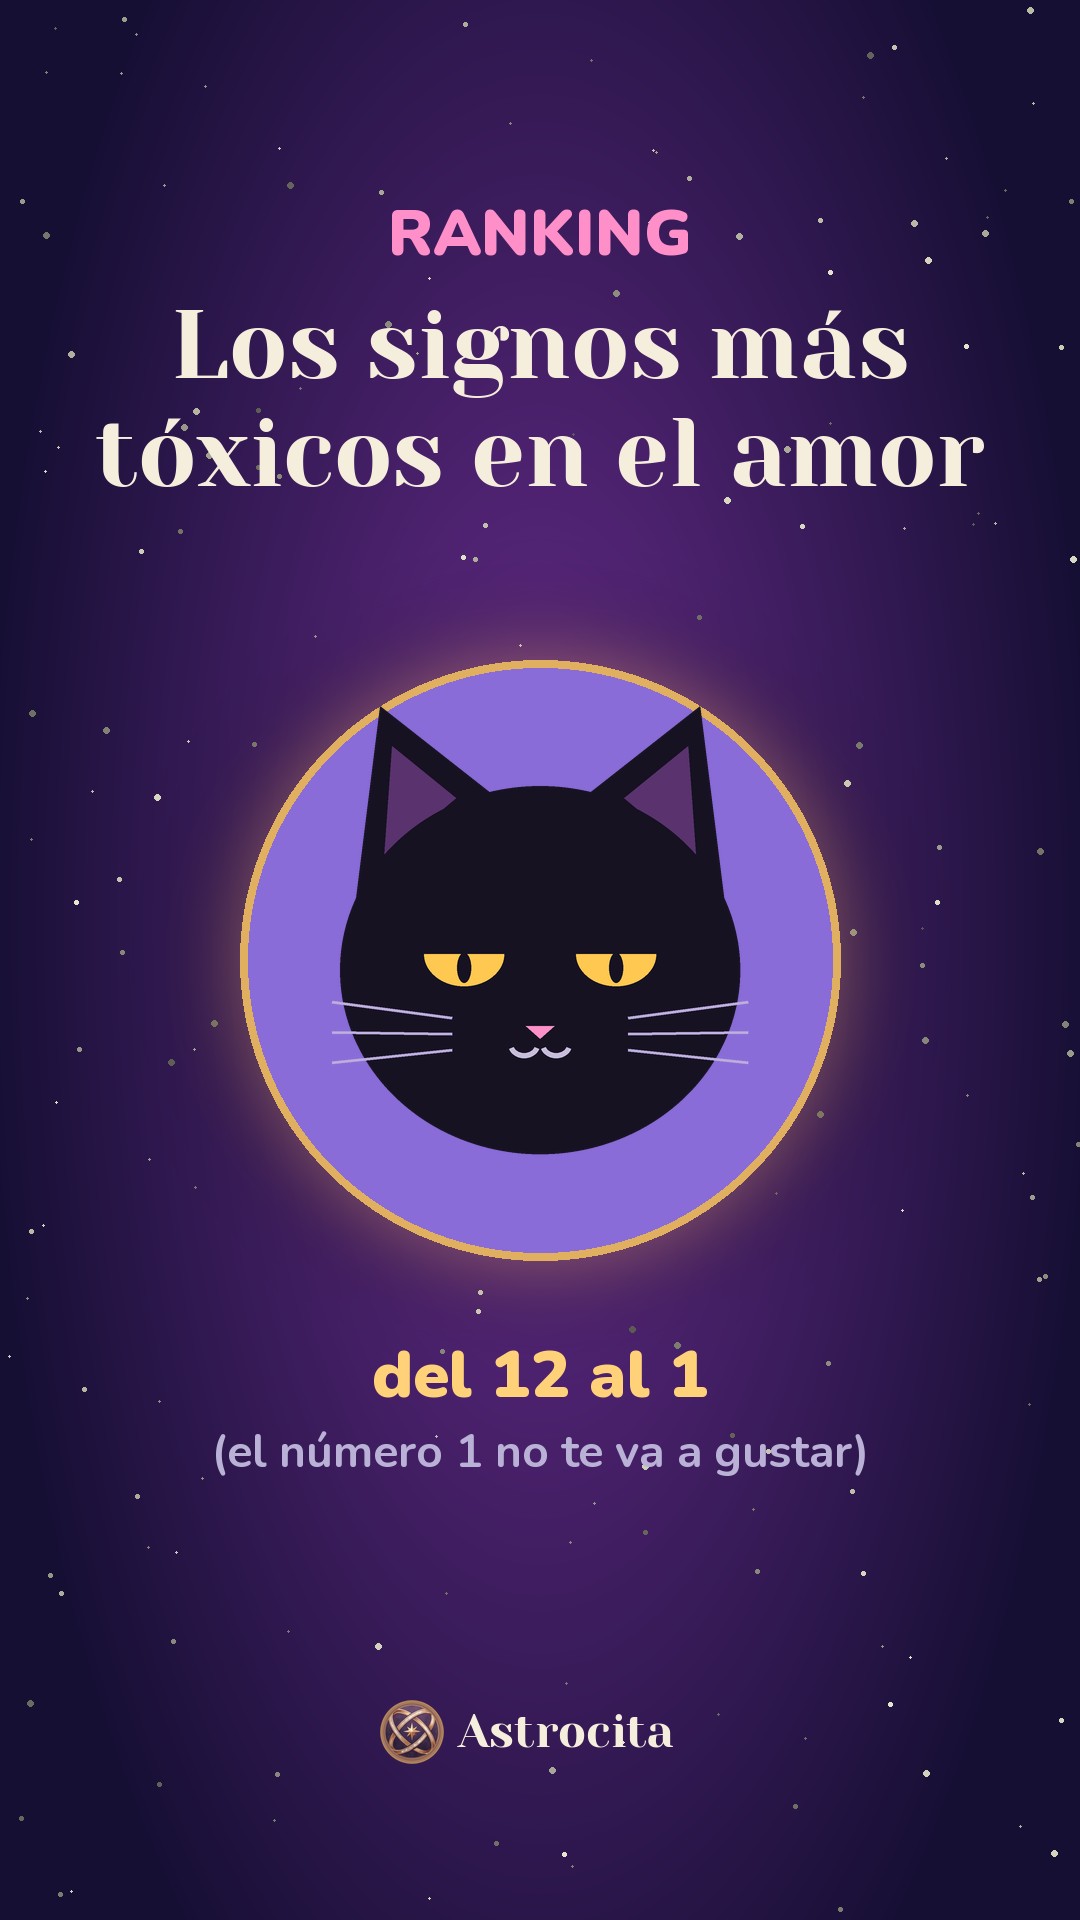 RANKING
Los signos más
tóxicos en el amor
del 12 al 1
(el número 1 no te va a gustar)
Astrocita